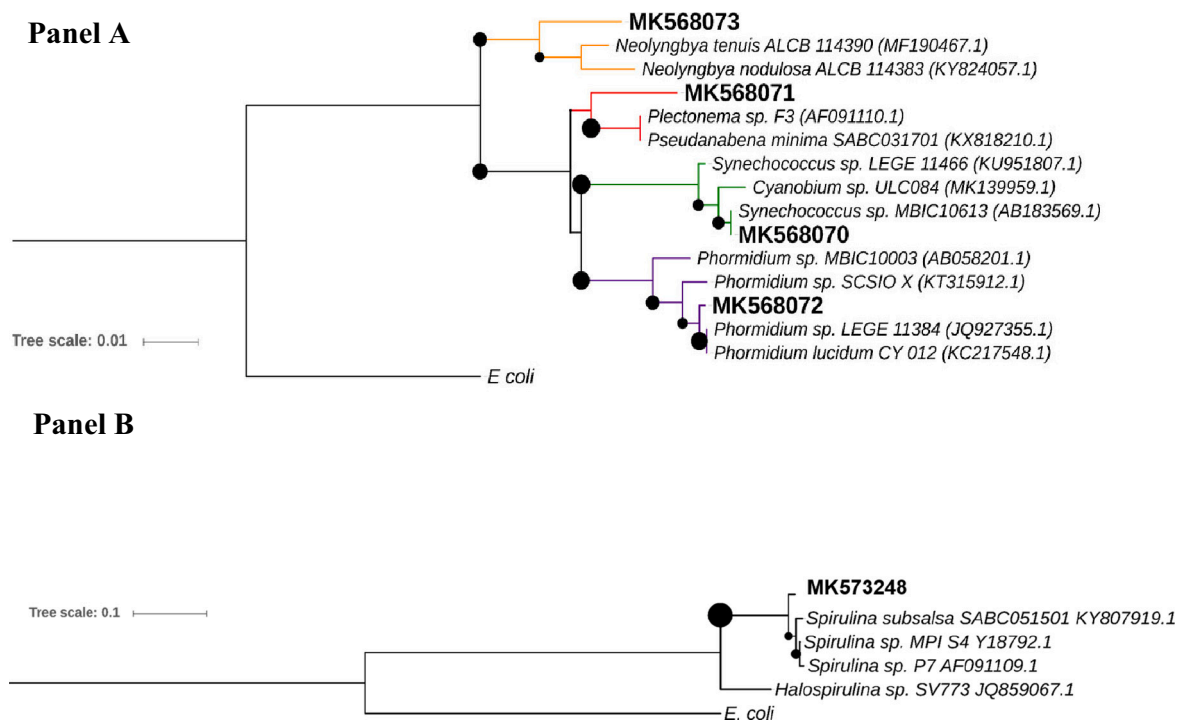 Panel A
MK568073
Neolyngbya tenuis ALCB 114390 (MF190467.1)
Neolyngbya nodulosa ALCB 114383 (KY824057.1)
MK568071
Plectonema sp. F3 (AF091110.1)
Pseudanabena minima SABC031701 (KX818210.1)
Synechococcus sp. LEGE 11466 (KU951807.1)
Cyanobium sp. ULC084 (MK139959.1)
Synechococcus sp. MBIC10613 (AB183569.1)
MK568070
Phormidium sp. MBIC10003 (AB058201.1)
Phormidium sp. SCSIO X (KT315912.1)
MK568072
Phormidium sp. LEGE 11384 (JQ927355.1)
Phormidium lucidum CY 012 (KC217548.1)
Tree scale: 0.01
E coli
Panel B
MK573248
Tree scale: 0.1
Spirulina subsalsa SABC051501 KY807919.1
Spirulina sp. MPI S4 Y18792.1
Spirulina sp. P7 AF091109.1
Halospirulina sp. SV773 JQ859067.1
E. coli